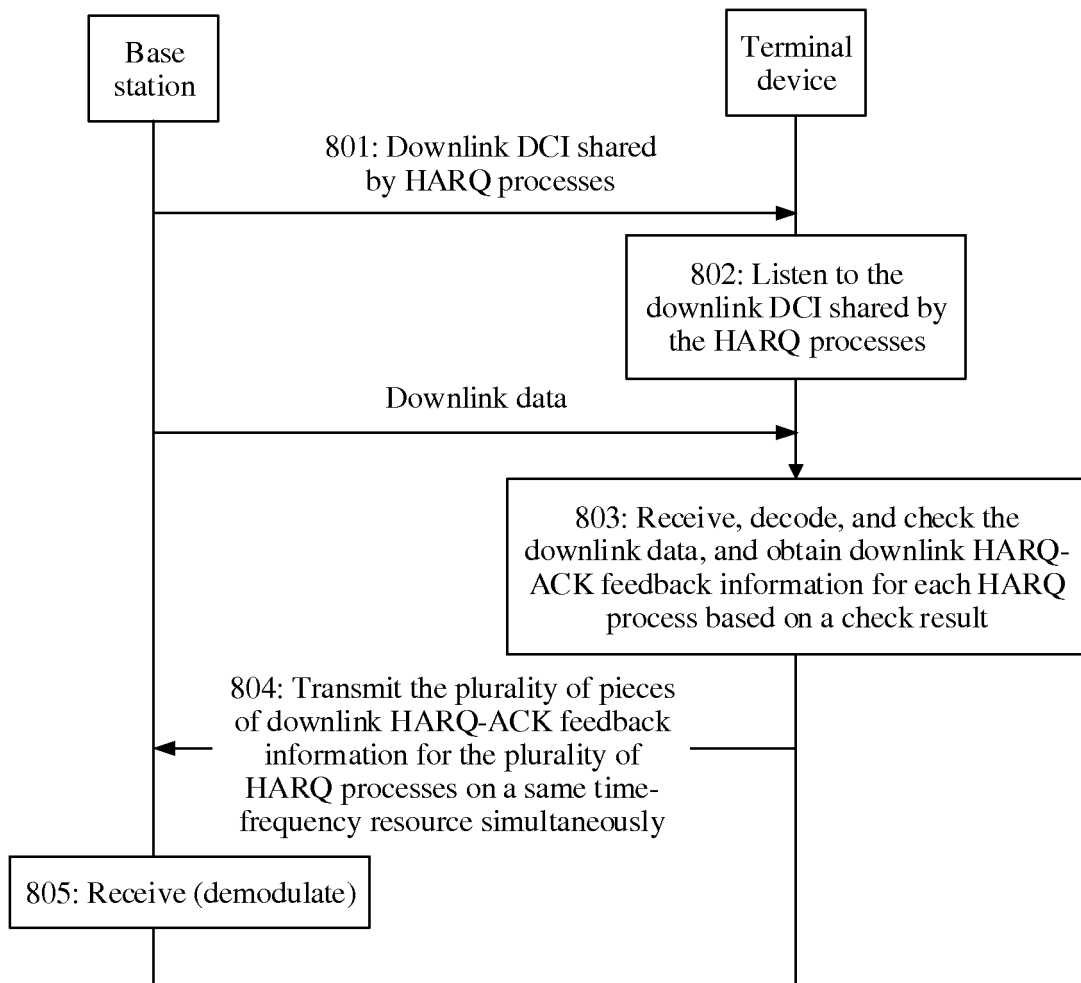 Base
station
Terminal
device
801: Downlink DCI shared
by HARQ processes
802: Listen to the
downlink DCI shared by
the HARQ processes
Downlink data
803: Receive, decode, and check the
downlink data, and obtain downlink HARQ-
ACK feedback information for each HARQ
process based on a check result
804: Transmit the plurality of pieces
of downlink HARQ-ACK feedback
information for the plurality of
HARQ processes on a same time-
frequency resource simultaneously
805: Receive (demodulate)